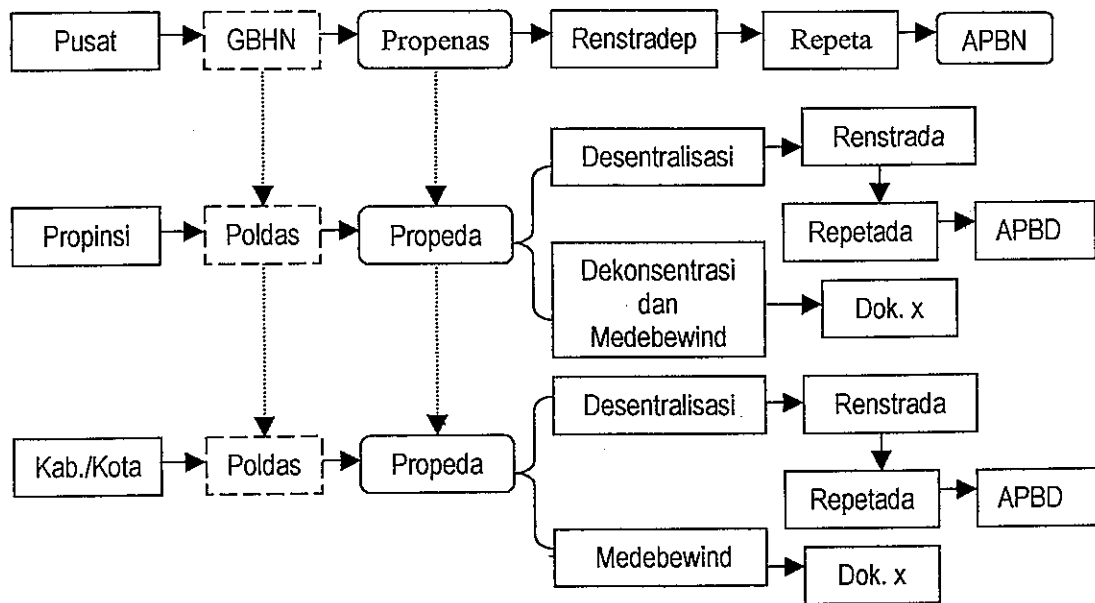 Pusat
GBHN
Propenas
Renstradep
Repeta
APBN
Desentralisasi
Renstrada
Propinsi
Poldas
Propeda
Repetada
APBD
Dekonsentrasi
dan
Medebewind
Dok. x
Desentralisasi
Renstrada
Kab./Kota
Poldas
Propeda
Repetada
APBD
Medebewind
Dok. x